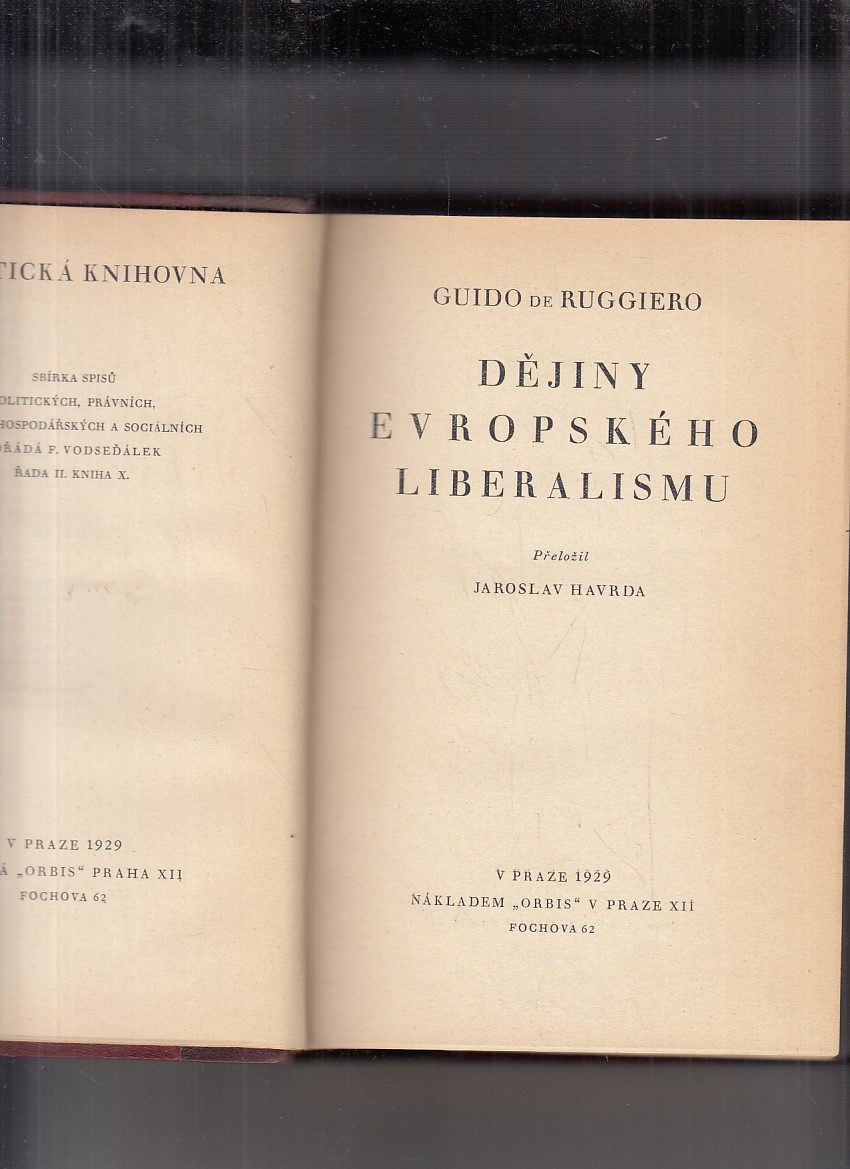 TICKÁ KNIHOVNA
SBÍRKA SPISŮ
OLITICKÝCH, PRÁVNÍCH,
HOSPODÁŘSKÝCH A SOCIÁLNÍCH
OŘÁDÁ F. VODSEĎÁLEK
ŘADA II. KNIHA X.
V PRAZE 1929
Á „ORBIS“ PRAHA XII
FOCHOVA 62
GUIDO DE RUGGIERO
DĚJINY
EVROPSKÉHO
LIBERALISMU
Přeložil
JAROSLAV HAVRDA
V PRAZE 1929
NÁKLADEM „ORBIS“ V PRAZE XII
FOCHOVA 62